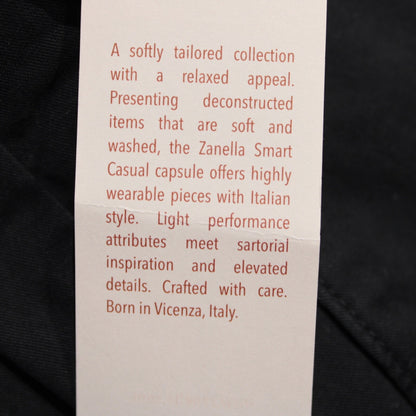 A softly tailored collection
with a relaxed appeal.
Presenting deconstructed
items that are soft and
washed, the Zanella Smart
Casual capsule offers highly
wearable pieces with Italian
style. Light performance
attributes meet sartorial
inspiration and elevated
details. Crafted with care.
Born in Vicenza, Italy.